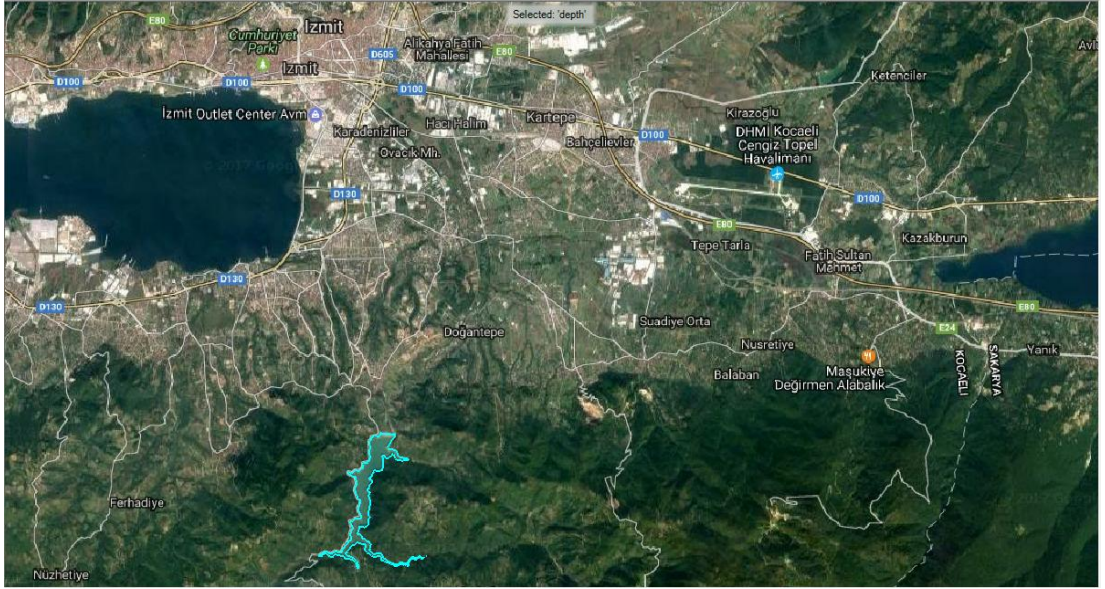 Selected: 'depth'
E80
Izmit
Cumhuriyet
Parki
D605
Alikahya Fatih
Mahallesi
E80
Izmit
D100
D100
D100
Ketenciler
İzmit Outlet Center Avm
Karadenizliler
Hacı Halim
Kartepe
Kirazoğlu
Ovacık Mh.
Bahçelievler
D100
DHMİ Kocaeli
Cengiz Topel
Havalimanı
D130
D100
E80
Kazakburun
Tepe Tarla
Fatih Sultan
Mehmet
D130
D130
E80
Doğantepe
Suadiye Orta
E24
Nusretiye
Yanık
Balaban
Maşukiye
Değirmen Alabalık
KOCAELİ
SAKARYA
Ferhadiye
Nüzhetiye